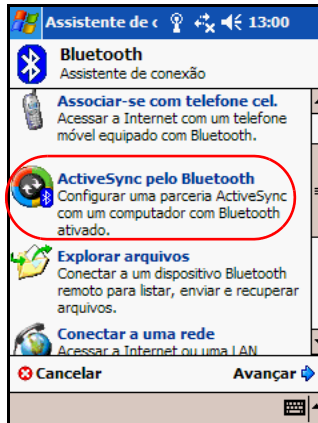 Assistente de c 13:00
Bluetooth
Assistente de conexão
Associar-se com telefone cel.
Acessar a Internet com um telefone
móvel equipado com Bluetooth.
ActiveSync pelo Bluetooth
Configurar uma parceria ActiveSync
com um computador com Bluetooth
ativado.
Explorar arquivos
Conectar a um dispositivo Bluetooth
remoto para listar, enviar e recuperar
arquivos.
Conectar a uma rede
Acessar a Internet ou uma LAN
Cancelar Avançar